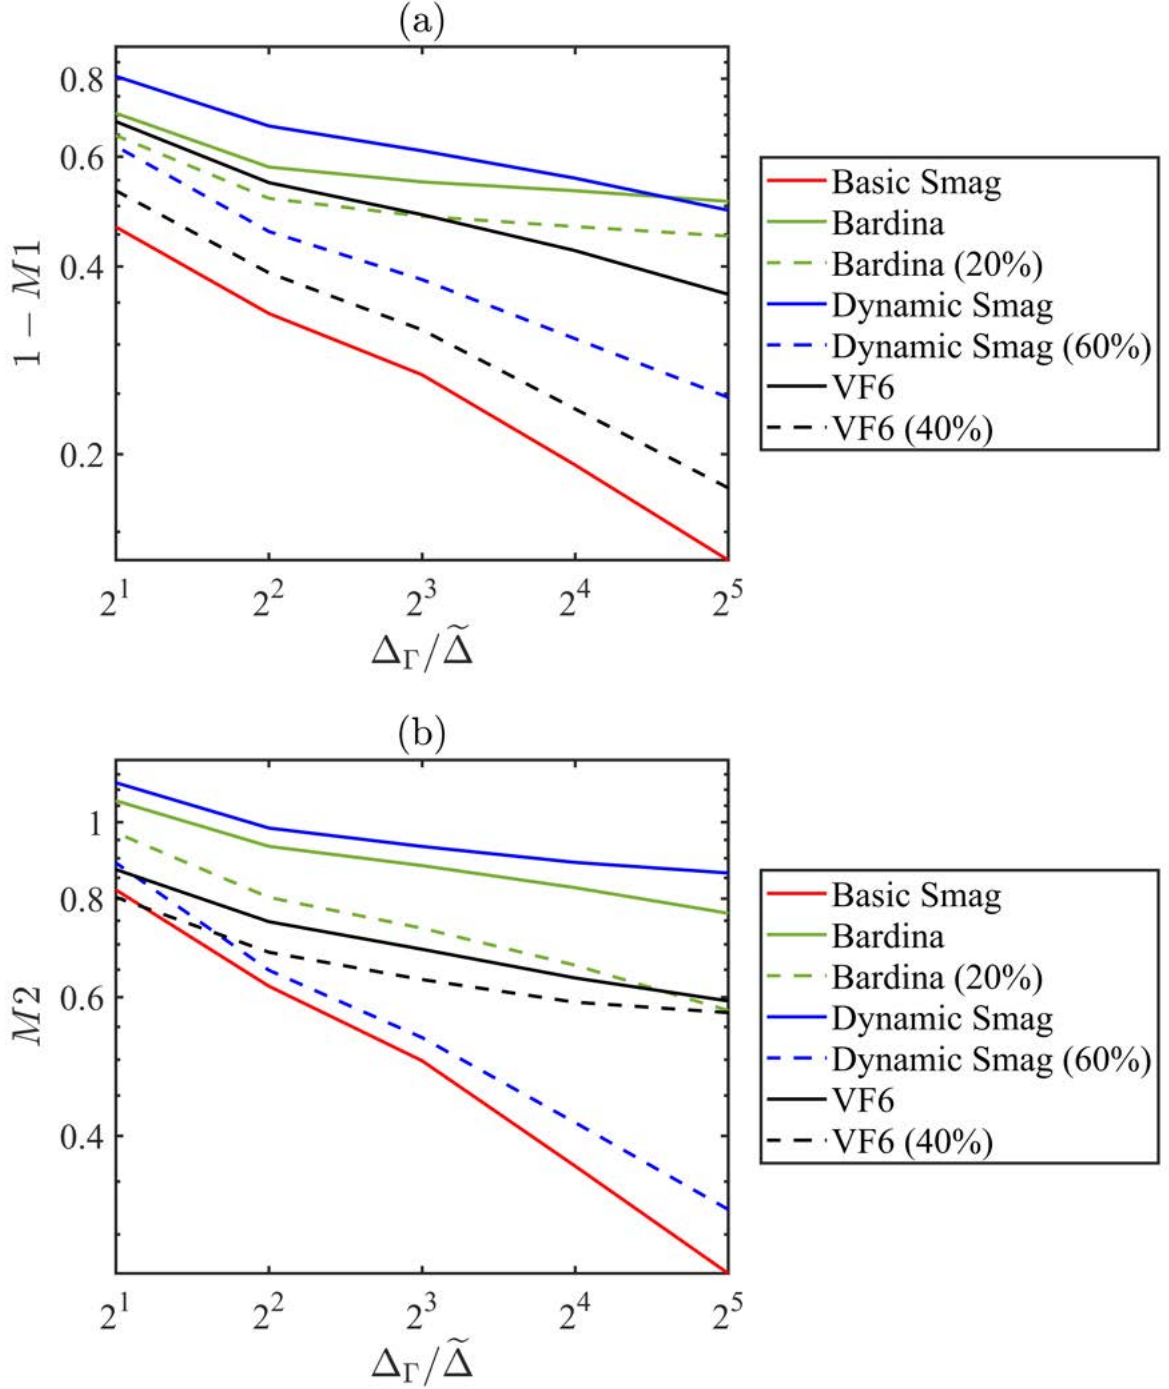 (a)
0.8
0.6
0.4
0.2
1 − M1
2^1 2^2 2^3 2^4 2^5
Δ_Γ/Δ̃
Basic Smag
Bardina
Bardina (20%)
Dynamic Smag
Dynamic Smag (60%)
VF6
VF6 (40%)
(b)
1
0.8
0.6
0.4
M2
2^1 2^2 2^3 2^4 2^5
Δ_Γ/Δ̃
Basic Smag
Bardina
Bardina (20%)
Dynamic Smag
Dynamic Smag (60%)
VF6
VF6 (40%)